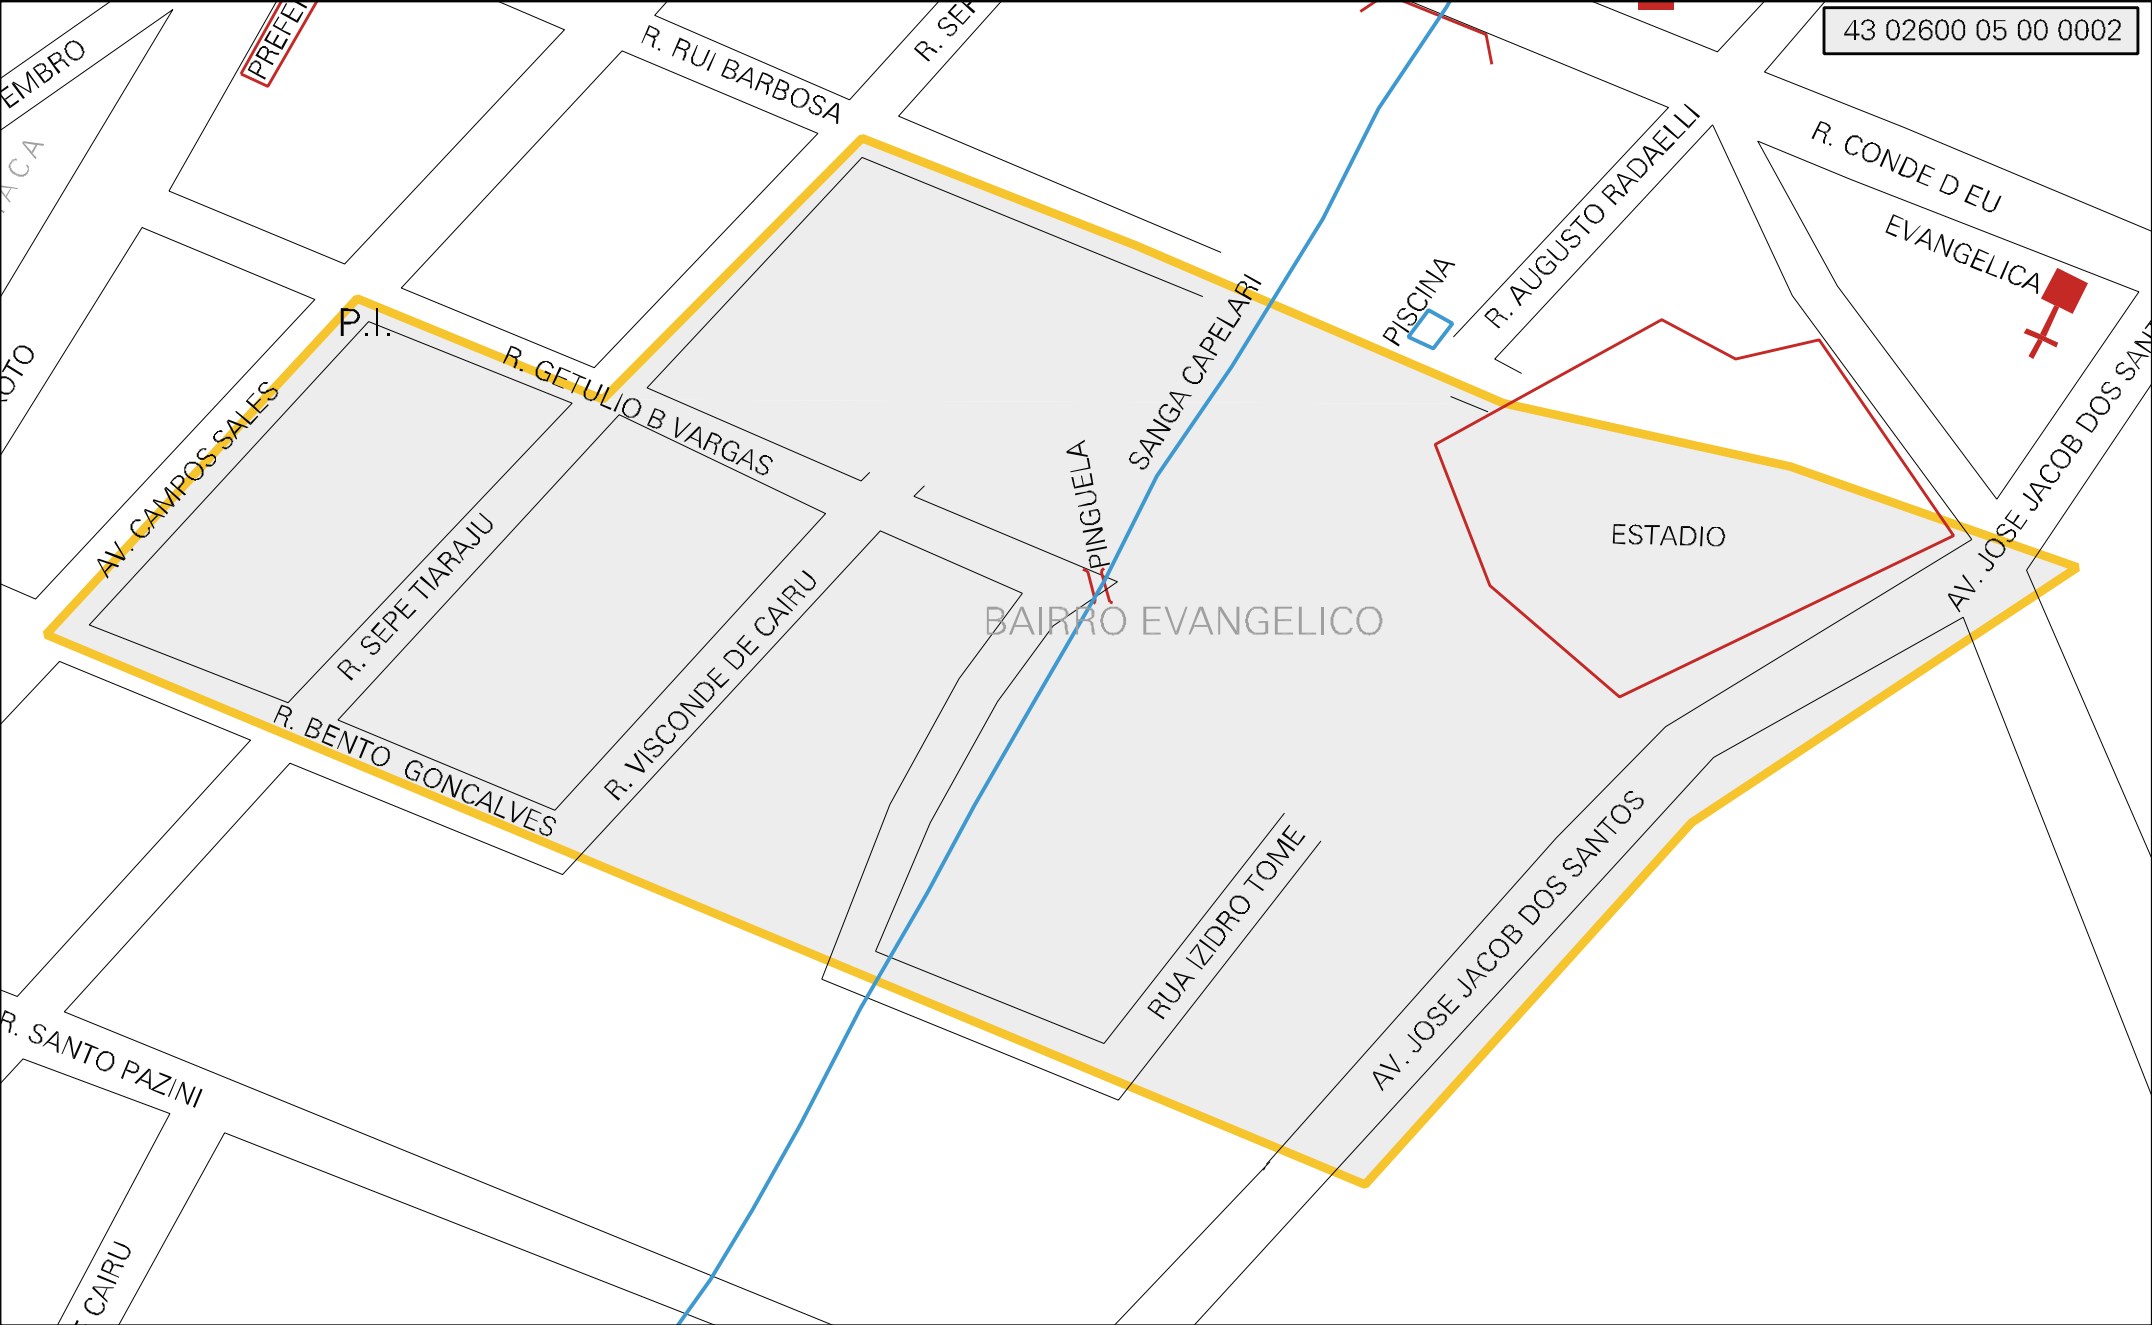 43 02600 05 00 0002
R. RUI BARBOSA
EMBRO
R. CONDE D EU
EVANGELICA
R. AUGUSTO RADAELLI
PISCINA
P.I.
SANGA CAPELARI
R. GETULIO B VARGAS
AV. CAMPOS SALES
PINGUELA
ESTADIO
AV. JOSE JACOB DOS SANT
R. SEPE TIARAJU
BAIRRO EVANGELICO
R. VISCONDE DE CAIRU
R. BENTO GONCALVES
RUA IZIDRO TOME
AV. JOSE JACOB DOS SANTOS
R. SANTO PAZINI
CAIRU